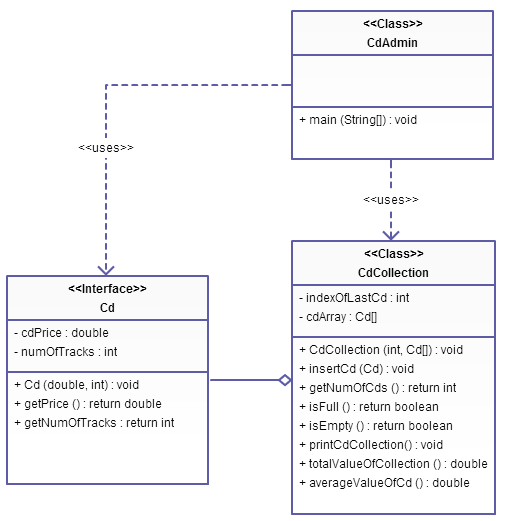 <<Class>>
CdAdmin
+ main (String[]) : void
<<uses>>
<<uses>>
<<Interface>>
Cd
- cdPrice : double
- numOfTracks : int
+ Cd (double, int) : void
+ getPrice () : return double
+ getNumOfTracks : return int
<<Class>>
CdCollection
- indexOfLastCd : int
- cdArray : Cd[]
+ CdCollection (int, Cd[]) : void
+ insertCd (Cd) : void
+ getNumOfCds () : return int
+ isFull () : return boolean
+ isEmpty () : return boolean
+ printCdCollection() : void
+ totalValueOfCollection () : double
+ averageValueOfCd () : double